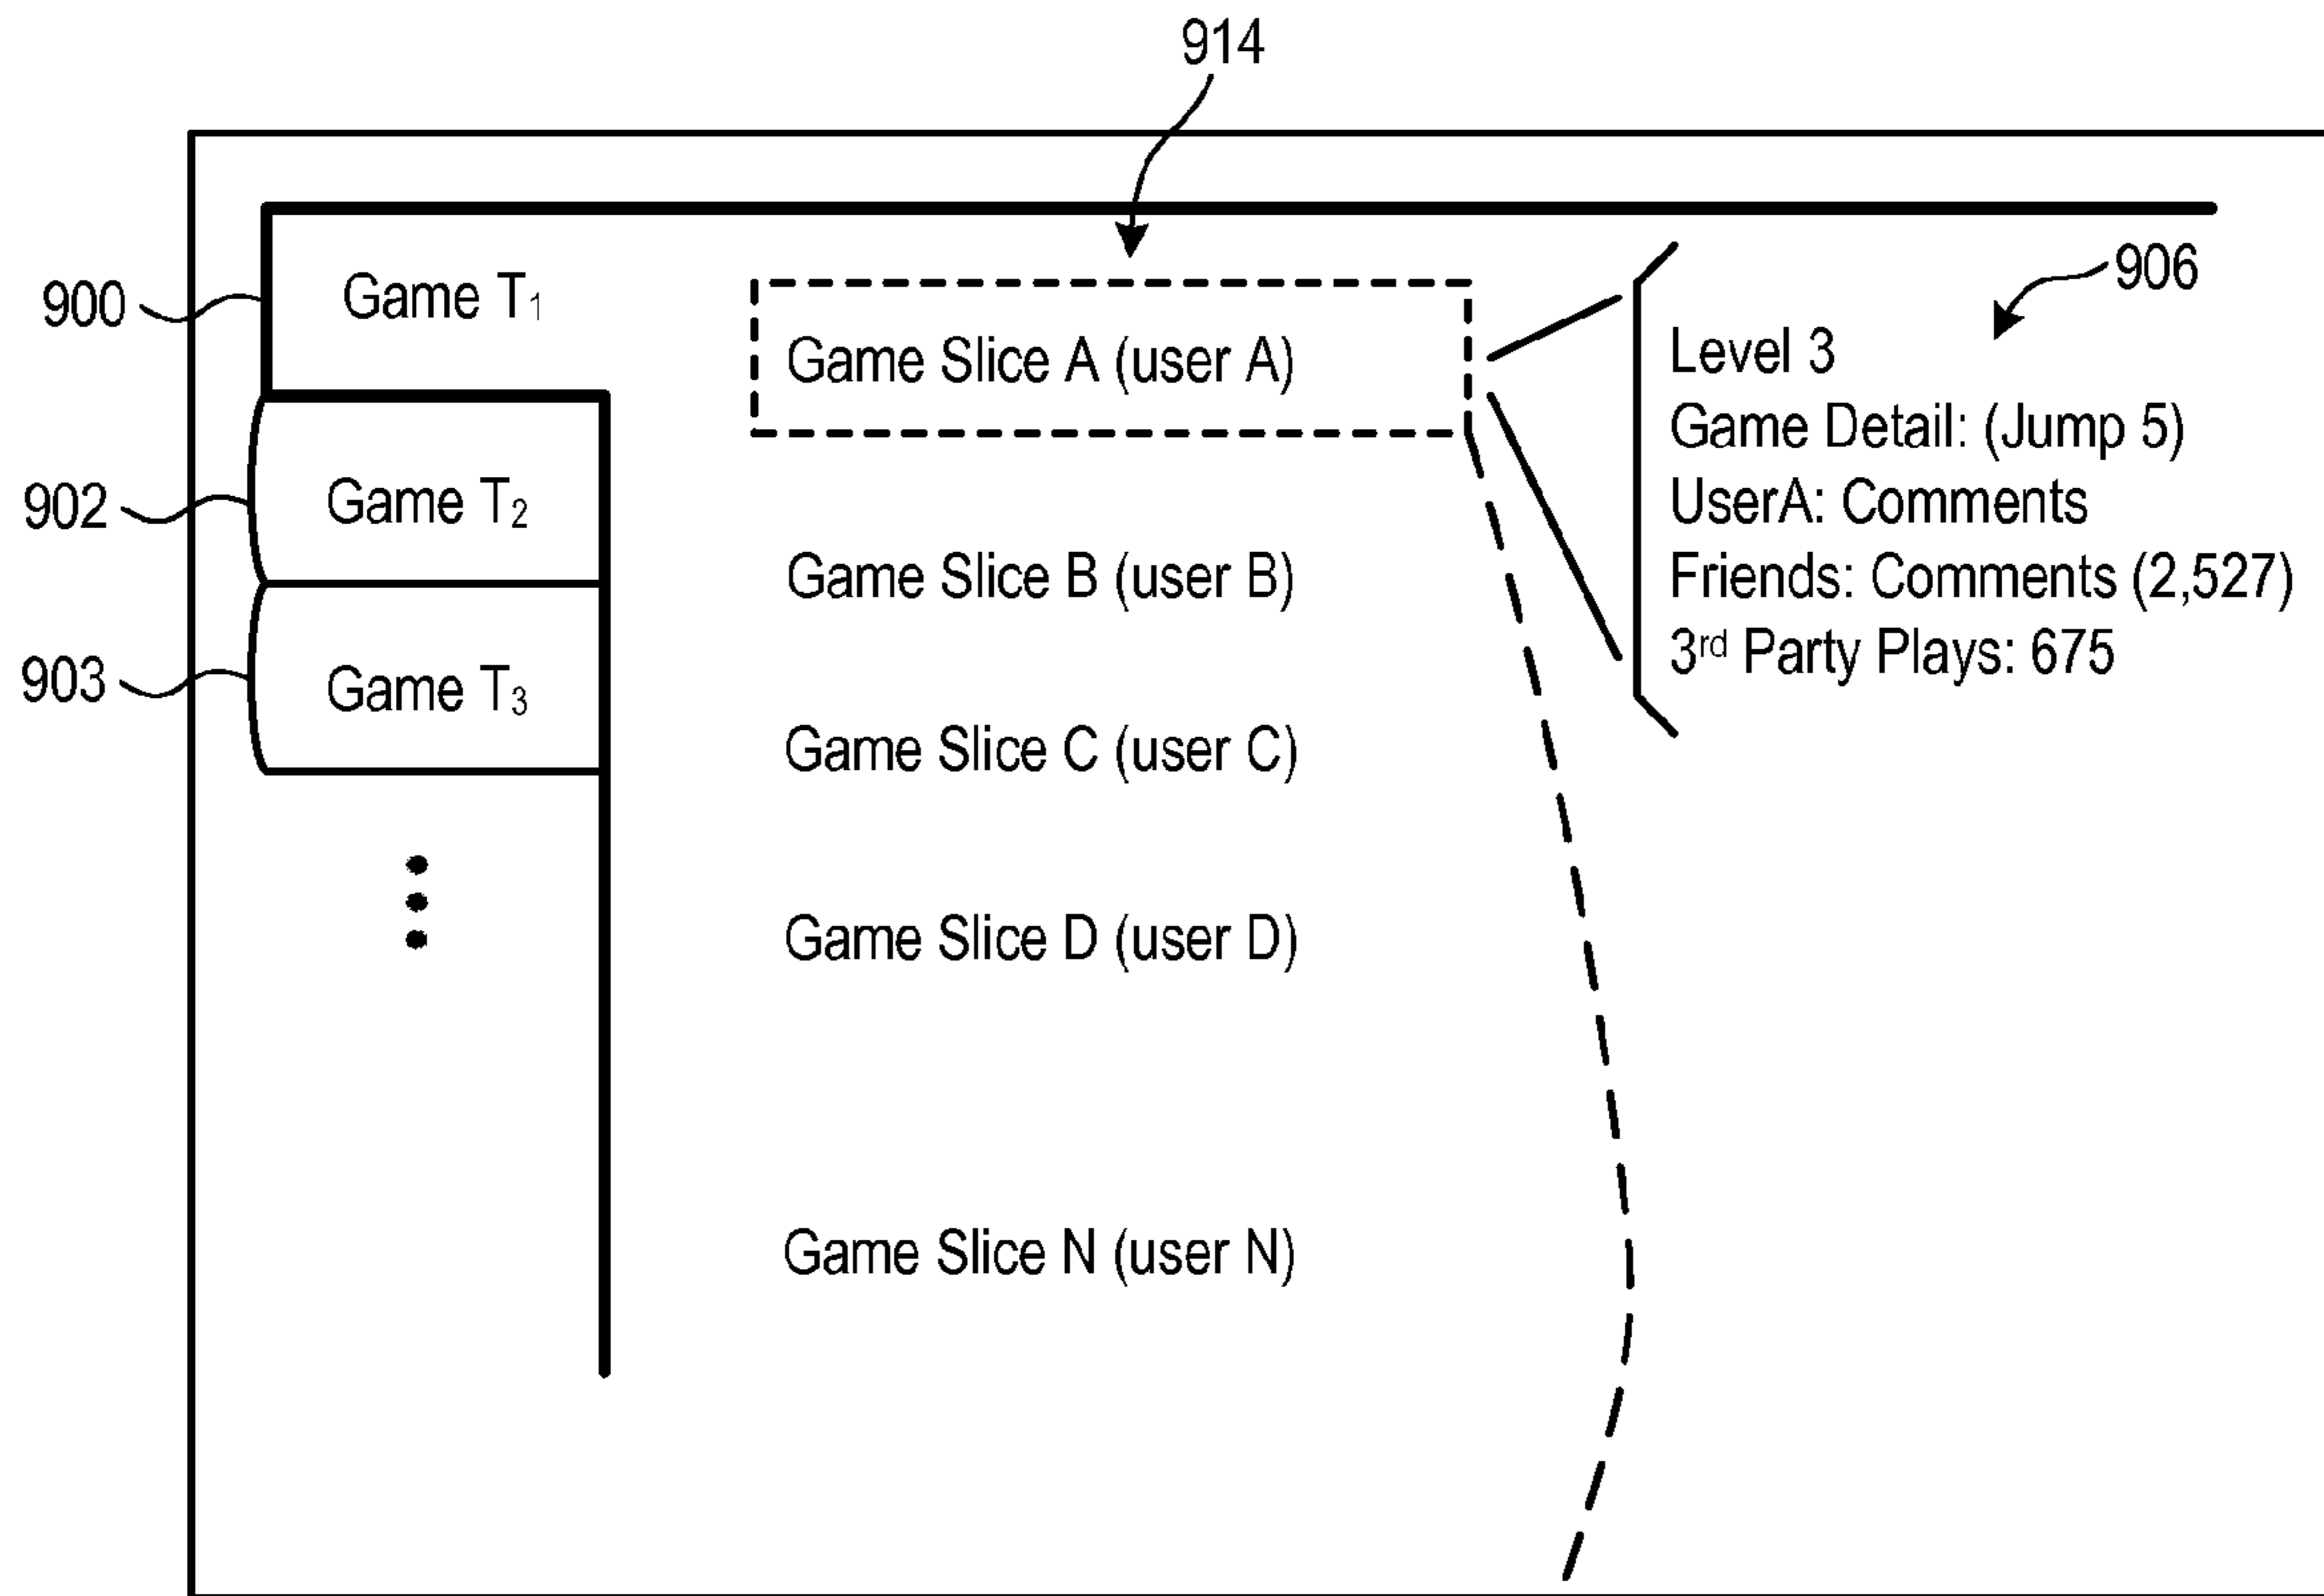 914
900
Game T₁
902
Game T₂
903
Game T₃
Game Slice A (user A)
Game Slice B (user B)
Game Slice C (user C)
Game Slice D (user D)
Game Slice N (user N)
906
Level 3
Game Detail: (Jump 5)
UserA: Comments
Friends: Comments (2,527)
3rd Party Plays: 675